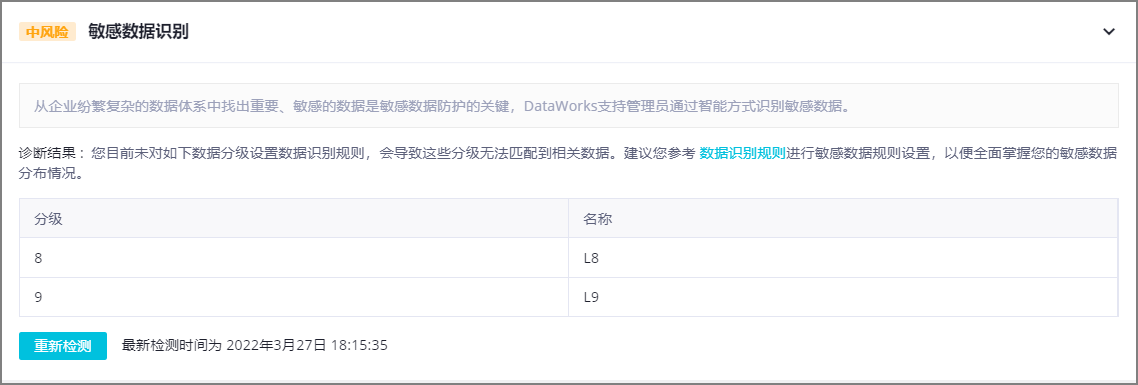 中风险 敏感数据识别
从企业纷繁复杂的数据体系中找出重要、敏感的数据是敏感数据防护的关键，DataWorks支持管理员通过智能方式识别敏感数据。
诊断结果： 您目前未对如下数据分级设置数据识别规则，会导致这些分级无法匹配到相关数据。建议您参考 数据识别规则进行敏感数据规则设置，以便全面掌握您的敏感数据
分布情况。
分级 名称
8 L8
9 L9
重新检测 最新检测时间为 2022年3月27日 18:15:35